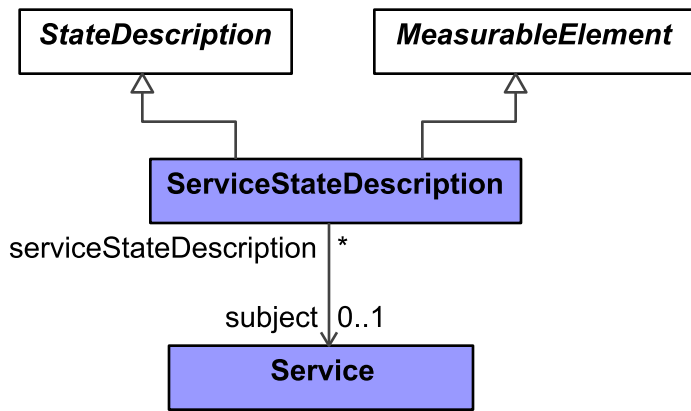 StateDescription
MeasurableElement
ServiceStateDescription
serviceStateDescription *
subject 0..1
Service